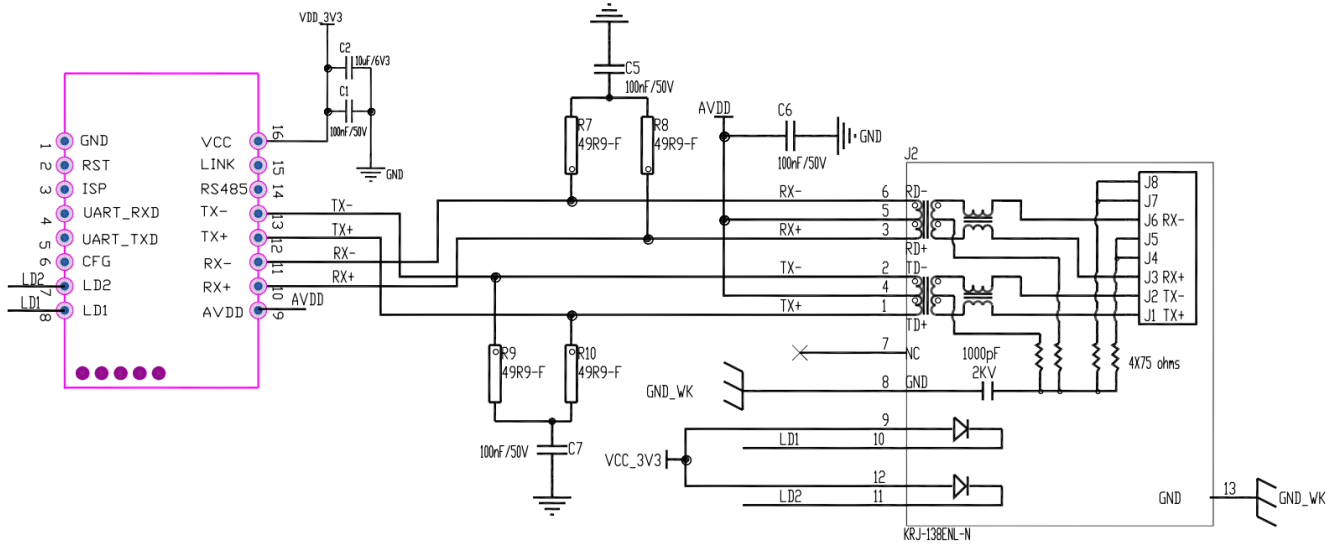 VDD_3V3
C2
10uF/6V3
C1
100nF/50V
GND
1 GND
2 RST
3 ISP
4 UART_RXD
5 UART_TXD
6 CFG
7 LD2
8 LD1
LD2
LD1
VCC 16
LINK 15
RS485 14
TX- 13
TX+ 12
RX- 11
RX+ 10
AVDD 9
TX-
TX+
RX-
RX+
AVDD
C5
100nF/50V
R7
49R9-F
R8
49R9-F
R9
49R9-F
R10
49R9-F
100nF/50V
C7
AVDD
C6
100nF/50V
GND
J2
RX- 6 RD-
5
RX+ 3
RD+
TX- 2 TD-
4
TX+ 1
TD+
7 NC
GND_WK
8 GND
1000pF
2KV
4X75 ohms
J8
J7
J6 RX-
J5
J4
J3 RX+
J2 TX-
J1 TX+
9
LD1 10
VCC_3V3
12
LD2 11
GND 13
GND_WK
KRJ-138ENL-N